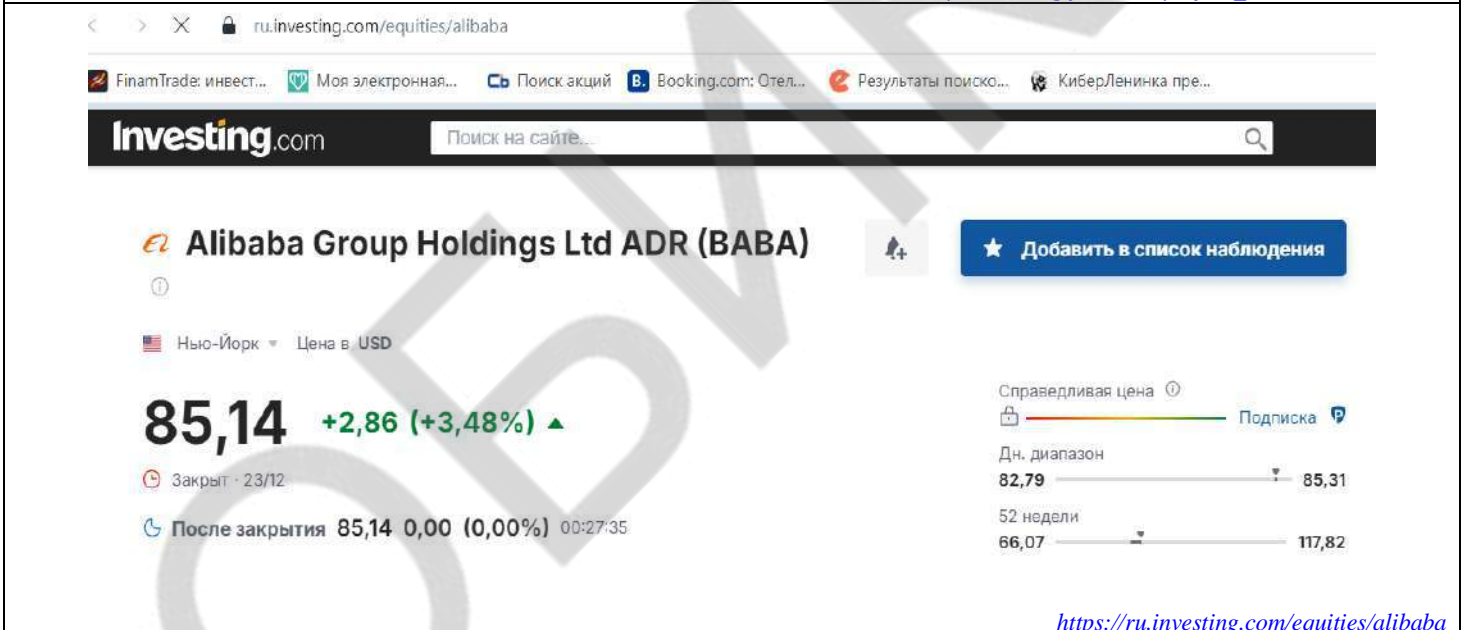 ru.investing.com/equities/alibaba
FinamTrade: инвест... Моя электронная... Сь Поиск акций B. Booking.com: Отел... Результаты поиско... КиберЛенинка пре...
Investing.com Поиск на сайте...
Alibaba Group Holdings Ltd ADR (BABA)
Добавить в список наблюдения
Нью-Йорк Цена в USD
85,14 +2,86 (+3,48%)
Закрыт · 23/12
После закрытия 85,14 0,00 (0,00%) 00:27:35
Справедливая цена
Подписка
Дн. диапазон
82,79 85,31
52 недели
66,07 117,82
https://ru.investing.com/equities/alibaba